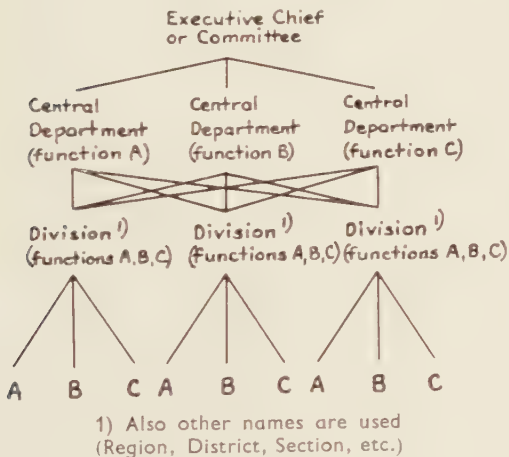 Executive Chief
or Committee
Central Central Central
Department Department Department
(function A) (function B) (function C)
Division 1) Division 1) Division 1)
(functions A,B,C) (functions A,B,C) (functions A,B,C)
A B C A B C A B C
1) Also other names are used
(Region, District, Section, etc.)